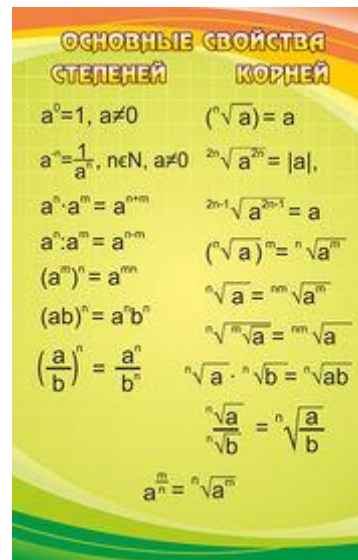 ОСНОВНЫЕ СВОЙСТВА
СТЕПЕНЕЙ КОРНЕЙ
a⁰=1, a≠0
a⁻ⁿ=1/aⁿ, nϵN, a≠0
aⁿ·aᵐ = aⁿ⁺ᵐ
aⁿ:aᵐ = aⁿ⁻ᵐ
(aᵐ)ⁿ = aᵐⁿ
(ab)ⁿ = aⁿbⁿ
(a/b)ⁿ = aⁿ/bⁿ
(ⁿ√a) = a
²ⁿ√a²ⁿ = |a|,
²ⁿ⁻¹√a²ⁿ⁻¹ = a
(ⁿ√a)ᵐ = ⁿ√aᵐ
ⁿ√a = ⁿᵐ√aᵐ
ⁿ√ᵐ√a = ⁿᵐ√a
ⁿ√a · ⁿ√b = ⁿ√ab
ⁿ√a/ⁿ√b = ⁿ√a/b
a^(m/n) = ⁿ√aᵐ